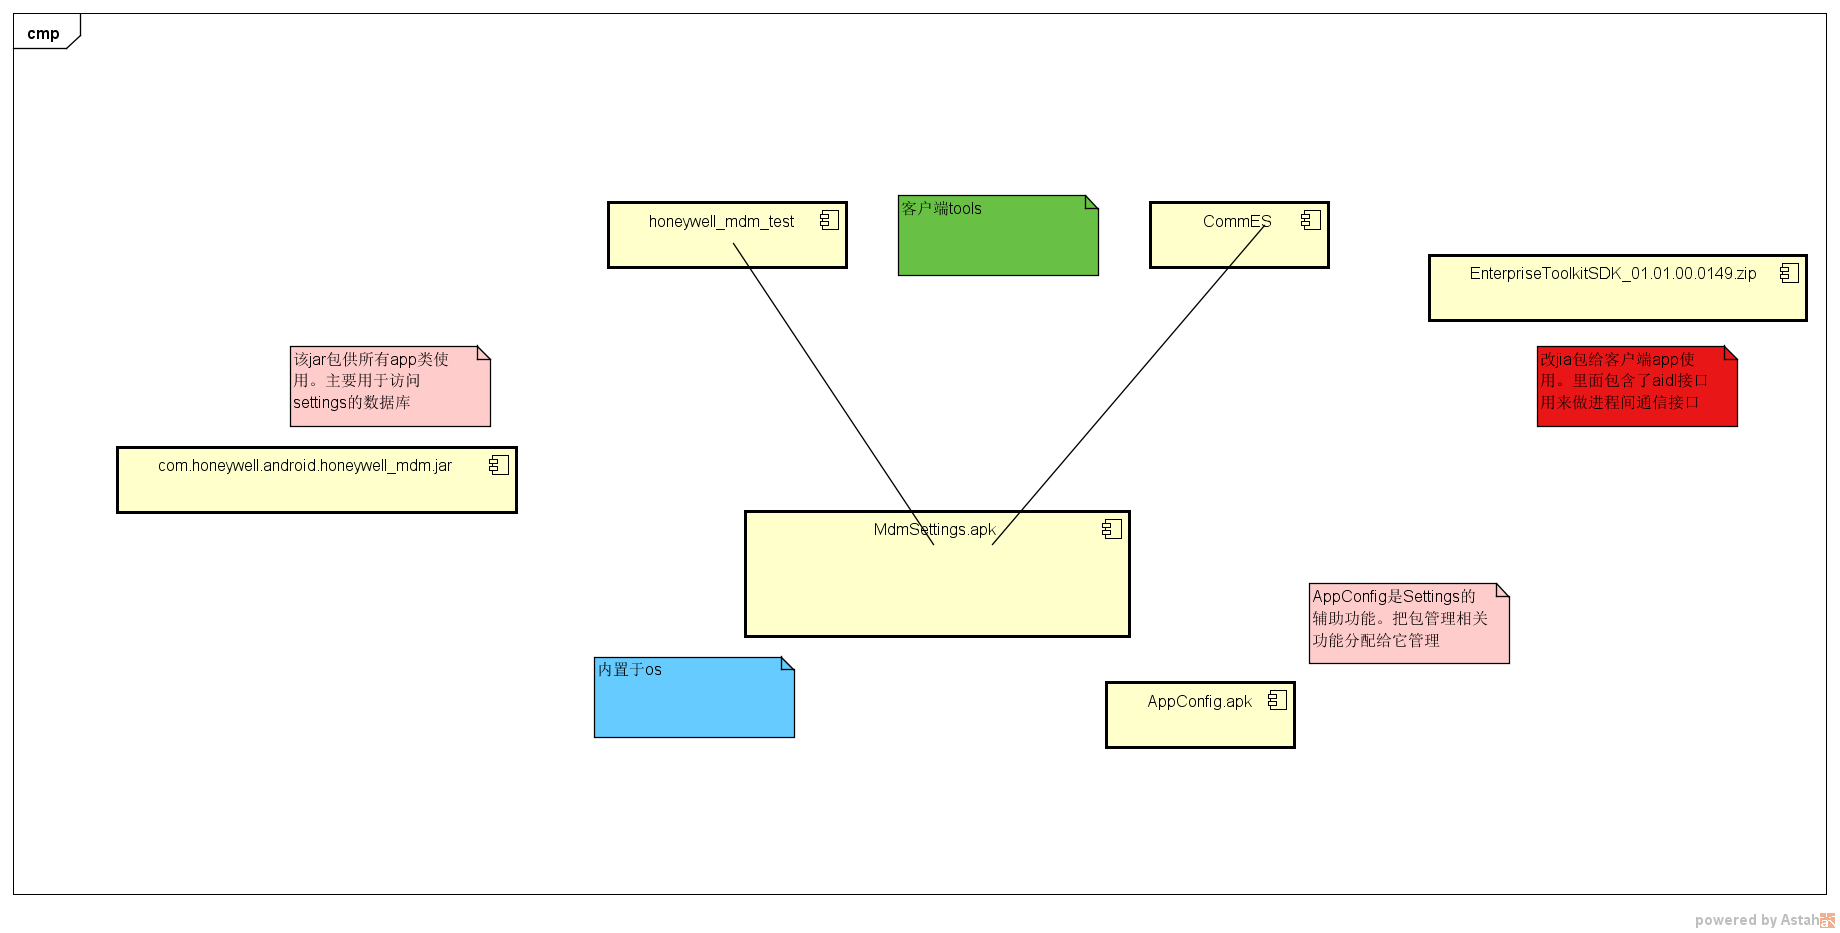 cmp
honeywell_mdm_test
客户端tools
CommES
EnterpriseToolkitSDK_01.01.00.0149.zip
该jar包供所有app类使
用。主要用于访问
settings的数据库
改jia包给客户端app使
用。里面包含了aidl接口
用来做进程间通信接口
com.honeywell.android.honeywell_mdm.jar
MdmSettings.apk
AppConfig是Settings的
辅助功能。把包管理相关
功能分配给它管理
内置于os
AppConfig.apk
powered by Astah